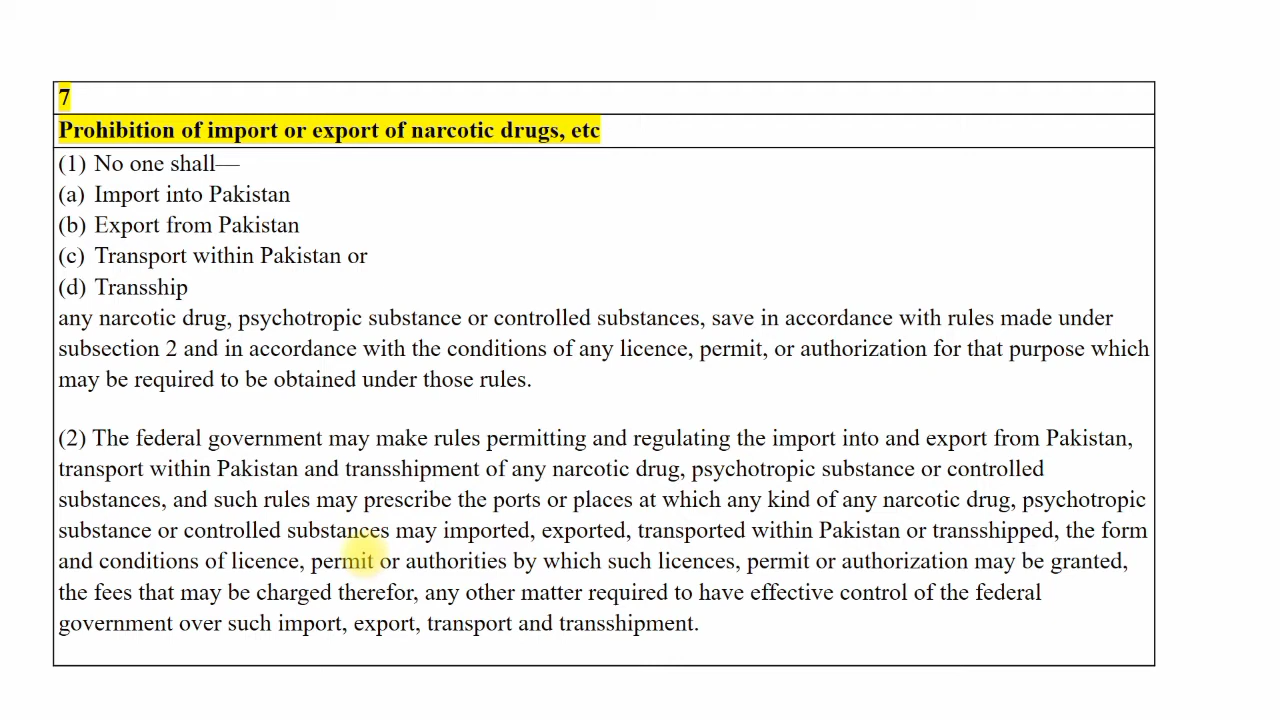 7
Prohibition of import or export of narcotic drugs, etc
(1) No one shall—
(a) Import into Pakistan
(b) Export from Pakistan
(c) Transport within Pakistan or
(d) Transship
any narcotic drug, psychotropic substance or controlled substances, save in accordance with rules made under
subsection 2 and in accordance with the conditions of any licence, permit, or authorization for that purpose which
may be required to be obtained under those rules.
(2) The federal government may make rules permitting and regulating the import into and export from Pakistan,
transport within Pakistan and transshipment of any narcotic drug, psychotropic substance or controlled
substances, and such rules may prescribe the ports or places at which any kind of any narcotic drug, psychotropic
substance or controlled substances may imported, exported, transported within Pakistan or transshipped, the form
and conditions of licence, permit or authorities by which such licences, permit or authorization may be granted,
the fees that may be charged therefor, any other matter required to have effective control of the federal
government over such import, export, transport and transshipment.